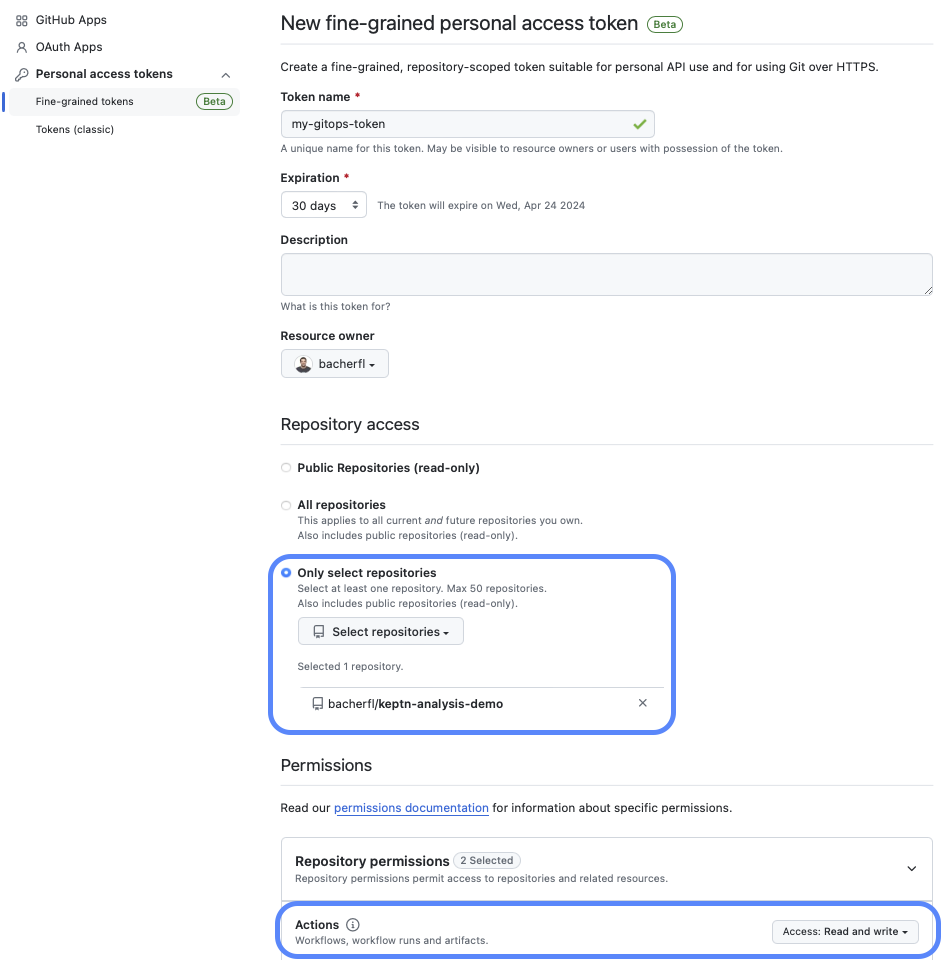 GitHub Apps
OAuth Apps
Personal access tokens
Fine-grained tokens Beta
Tokens (classic)
New fine-grained personal access token Beta
Create a fine-grained, repository-scoped token suitable for personal API use and for using Git over HTTPS.
Token name *
my-gitops-token
A unique name for this token. May be visible to resource owners or users with possession of the token.
Expiration *
30 days The token will expire on Wed, Apr 24 2024
Description
What is this token for?
Resource owner
bacherfl
Repository access
Public Repositories (read-only)
All repositories
This applies to all current and future repositories you own.
Also includes public repositories (read-only).
Only select repositories
Select at least one repository. Max 50 repositories.
Also includes public repositories (read-only).
Select repositories
Selected 1 repository.
bacherfl/keptn-analysis-demo
Permissions
Read our permissions documentation for information about specific permissions.
Repository permissions 2 Selected
Repository permissions permit access to repositories and related resources.
Actions
Access: Read and write
Workflows, workflow runs and artifacts.